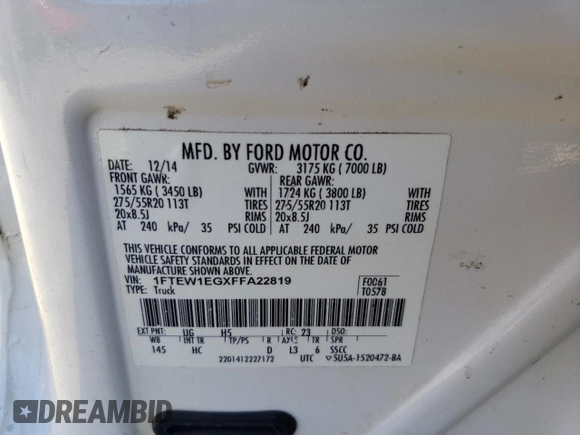 MFD. BY FORD MOTOR CO.
DATE: 12/14 GVWR: 3175 KG ( 7000 LB)
FRONT GAWR: REAR GAWR:
1565 KG ( 3450 LB) WITH 1724 KG ( 3800 LB) WITH
275/55R20 113T TIRES 275/55R20 113T TIRES
20x8.5J RIMS 20x8.5J RIMS
AT 240 kPa/ 35 PSI COLD AT 240 kPa/ 35 PSI COLD
THIS VEHICLE CONFORMS TO ALL APPLICABLE FEDERAL MOTOR
VEHICLE SAFETY STANDARDS IN EFFECT ON THE DATE OF
MANUFACTURE SHOWN ABOVE.
VIN: 1FTEW1EGXFFA22819 F0061
TYPE: Truck T0578
EXT PNT: UG H5 RC: 23 DSO:
WB INT TR TP/PS R AXLE TR SPR
145 HC D L3 6 SSCC
2201412227172 UTC 5U5A-1520472-BA
DREAMBID